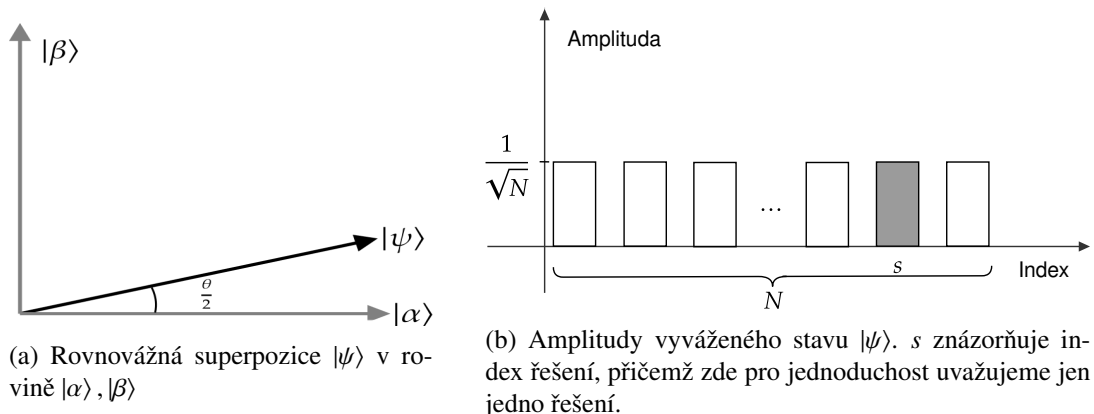 |β⟩
|ψ⟩
θ/2
|α⟩
(a) Rovnovážná superpozice |ψ⟩ v ro-
vině |α⟩ , |β⟩
Amplituda
1/√N
...
s
Index
N
(b) Amplitudy vyváženého stavu |ψ⟩. s znázorňuje in-
dex řešení, přičemž zde pro jednoduchost uvažujeme jen
jedno řešení.